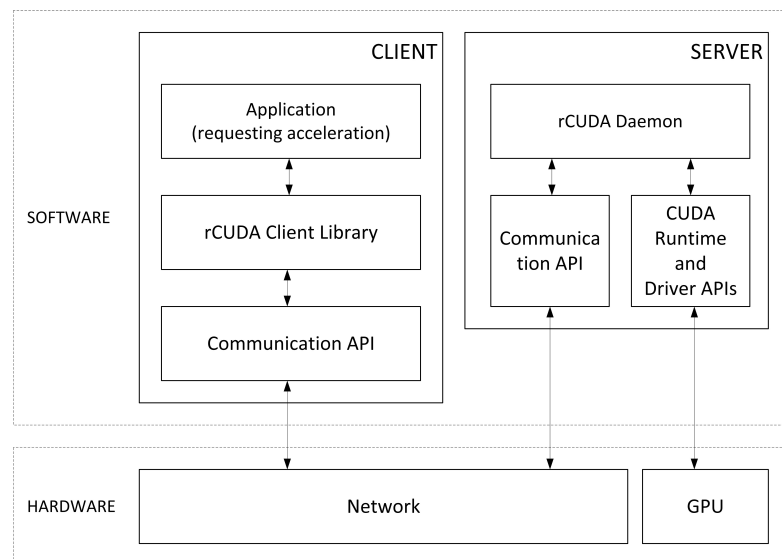 CLIENT
Application
(requesting acceleration)
rCUDA Client Library
Communication API
SERVER
rCUDA Daemon
Communica
tion API
CUDA
Runtime
and
Driver APIs
SOFTWARE
HARDWARE
Network
GPU